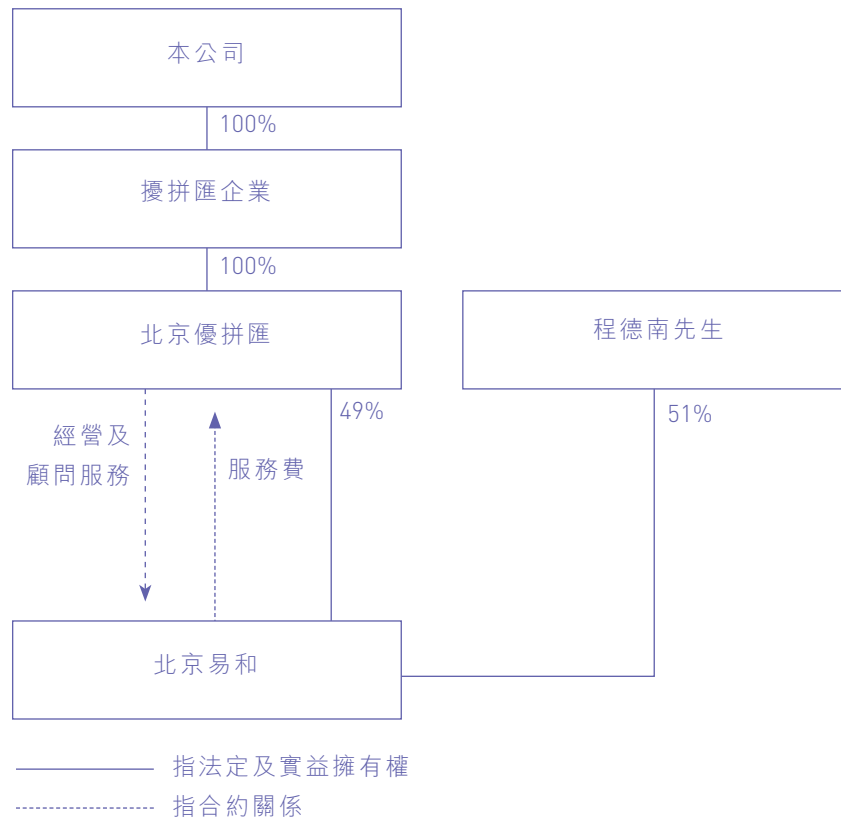 本公司
100%
擾拼匯企業
100%
北京優拼匯
程德南先生
49%
51%
經營及
顧問服務
服務費
北京易和
指法定及實益擁有權
指合約關係